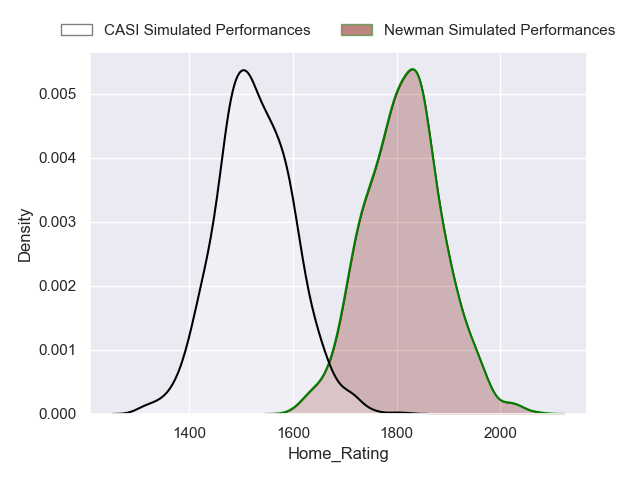 CASI Simulated Performances Newman Simulated Performances
0.005
0.004
0.003
0.002
0.001
0.000
Density
1400 1600 1800 2000
Home_Rating